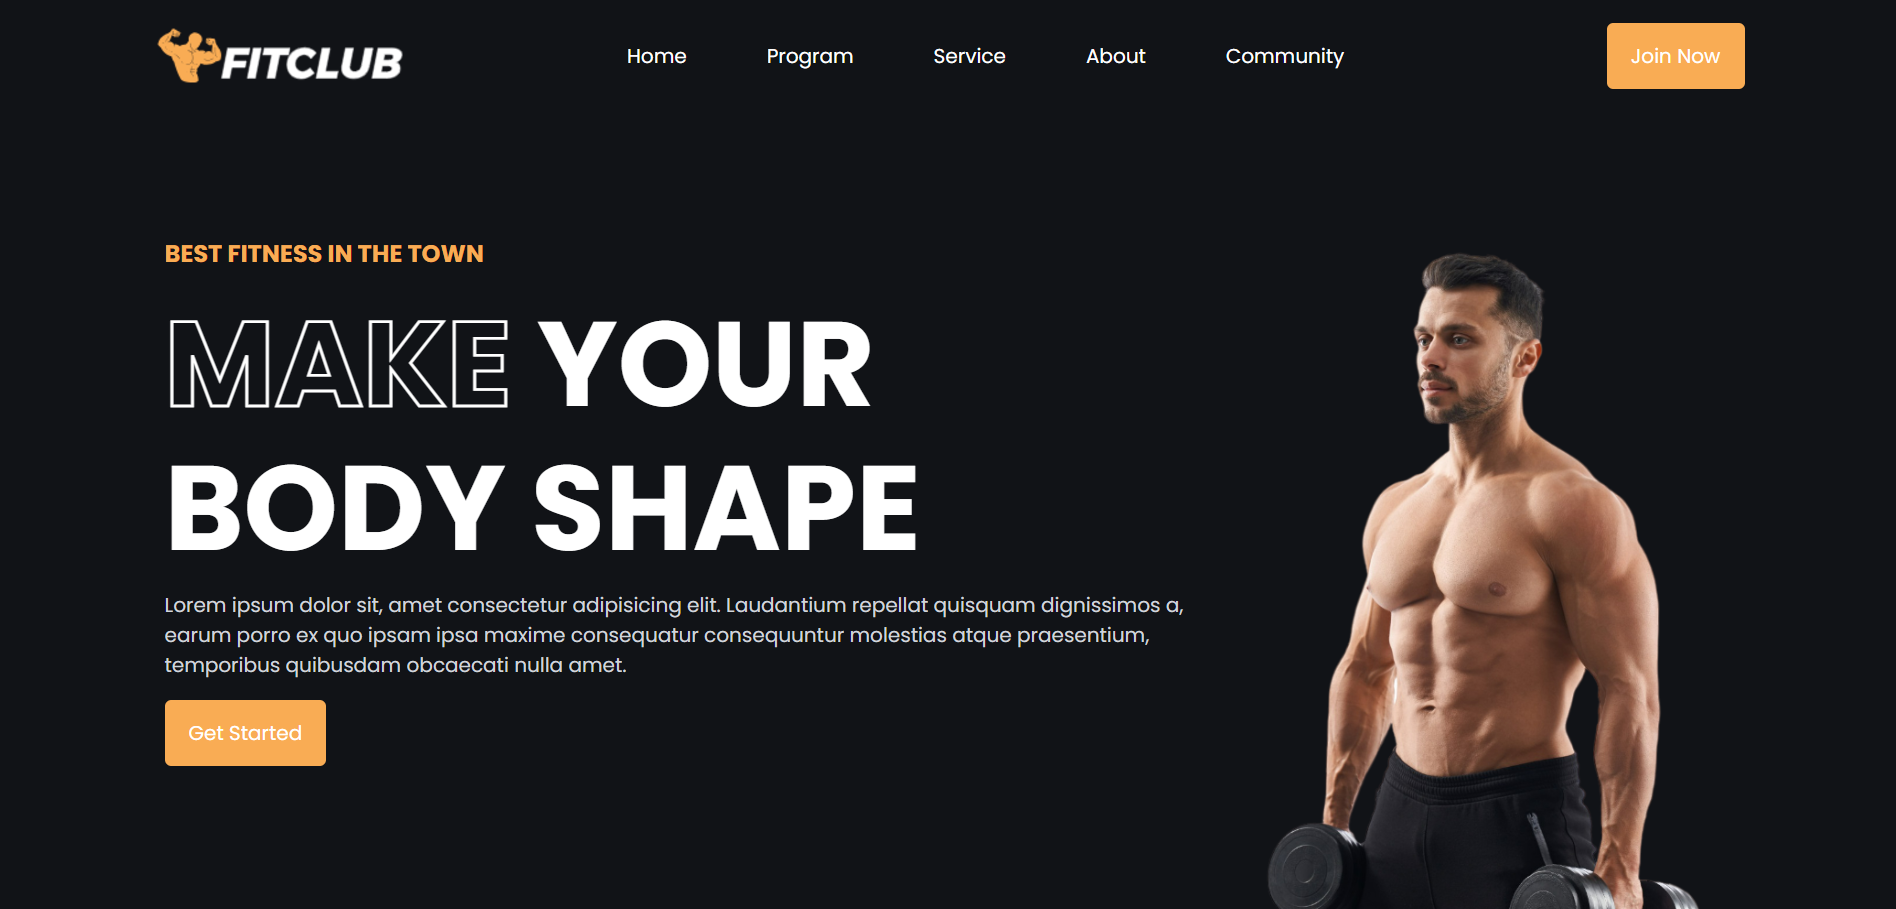 FITCLUB
Home
Program
Service
About
Community
Join Now
BEST FITNESS IN THE TOWN
MAKE YOUR
BODY SHAPE
Lorem ipsum dolor sit, amet consectetur adipisicing elit. Laudantium repellat quisquam dignissimos a,
earum porro ex quo ipsam ipsa maxime consequatur consequuntur molestias atque praesentium,
temporibus quibusdam obcaecati nulla amet.
Get Started